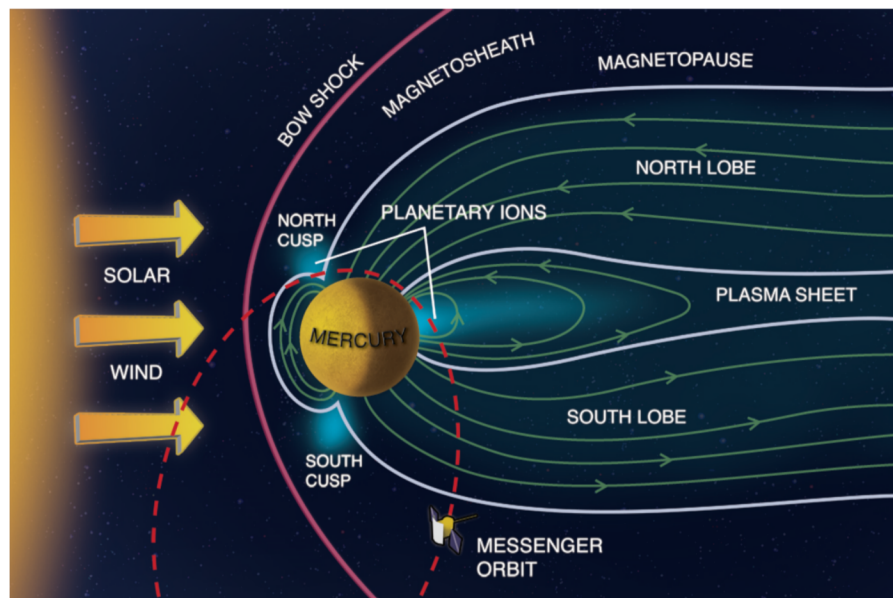 BOW SHOCK
MAGNETOSHEATH
MAGNETOPAUSE
NORTH LOBE
NORTH
CUSP
PLANETARY IONS
SOLAR
WIND
PLASMA SHEET
MERCURY
SOUTH LOBE
SOUTH
CUSP
MESSENGER
ORBIT